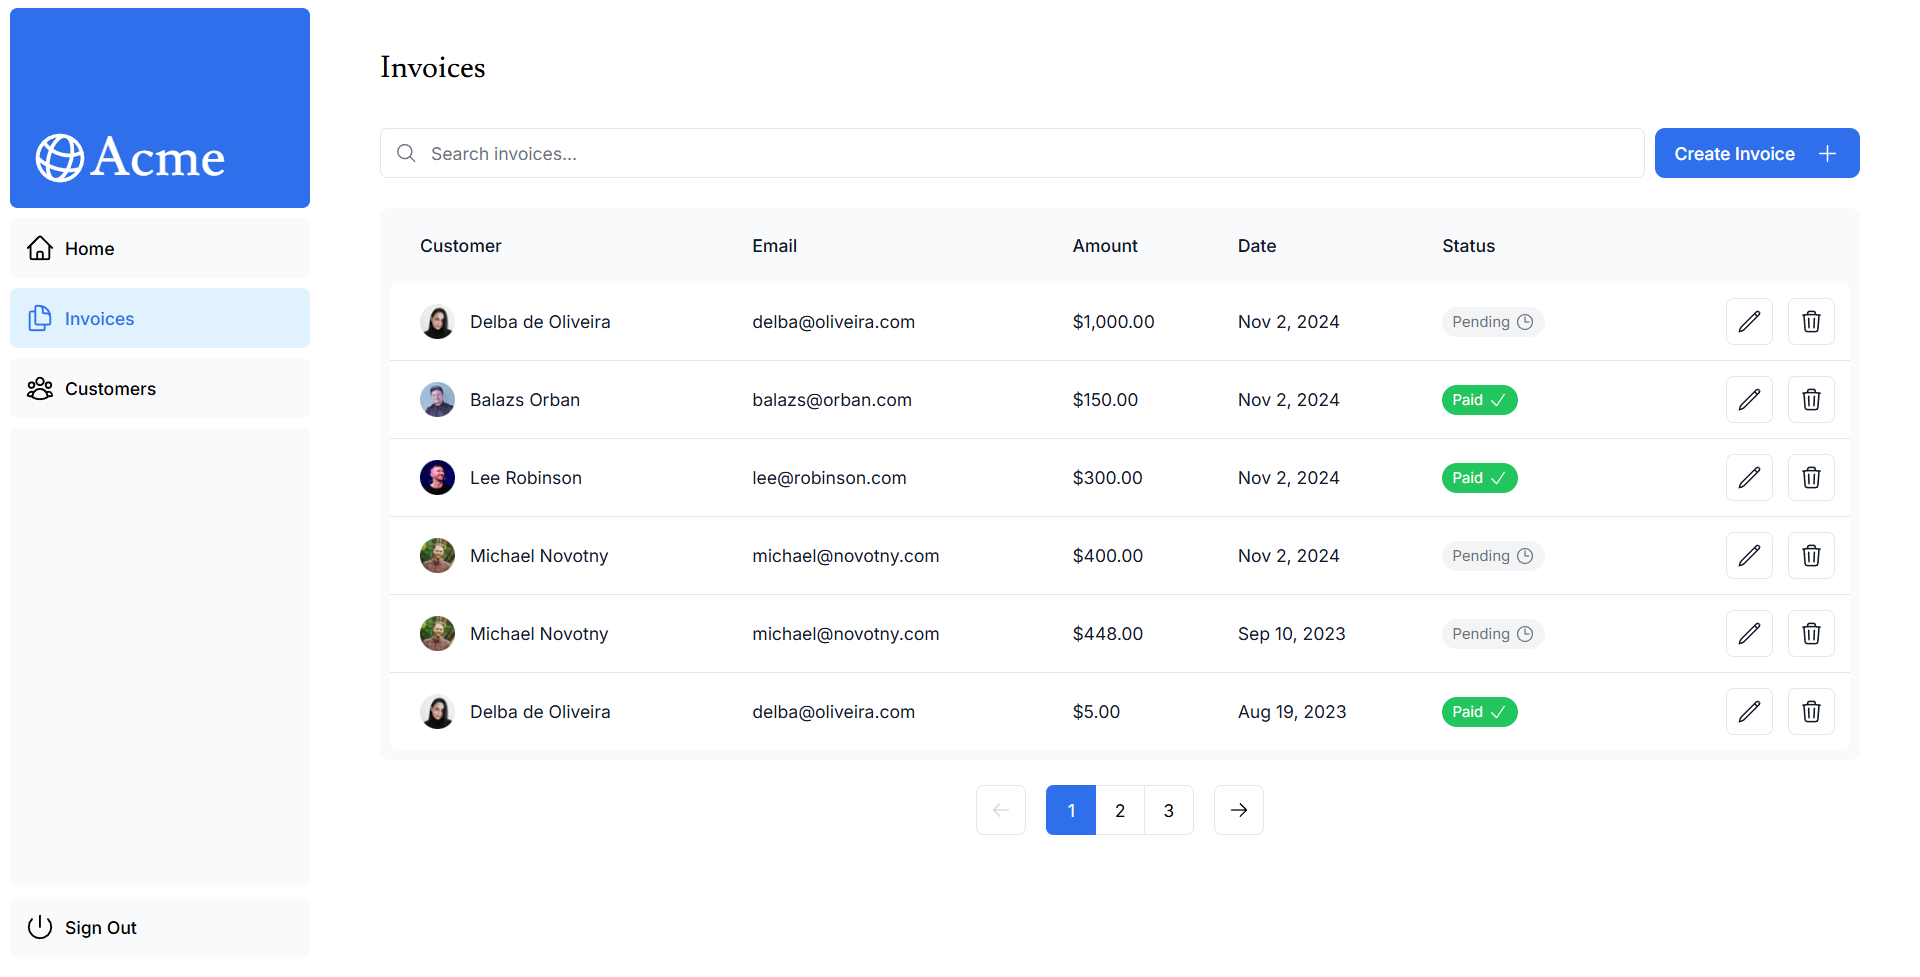 Acme
Home
Invoices
Customers
Sign Out
Invoices
Search invoices...
Create Invoice
Customer Email Amount Date Status
Delba de Oliveira delba@oliveira.com $1,000.00 Nov 2, 2024 Pending
Balazs Orban balazs@orban.com $150.00 Nov 2, 2024 Paid
Lee Robinson lee@robinson.com $300.00 Nov 2, 2024 Paid
Michael Novotny michael@novotny.com $400.00 Nov 2, 2024 Pending
Michael Novotny michael@novotny.com $448.00 Sep 10, 2023 Pending
Delba de Oliveira delba@oliveira.com $5.00 Aug 19, 2023 Paid
1 2 3